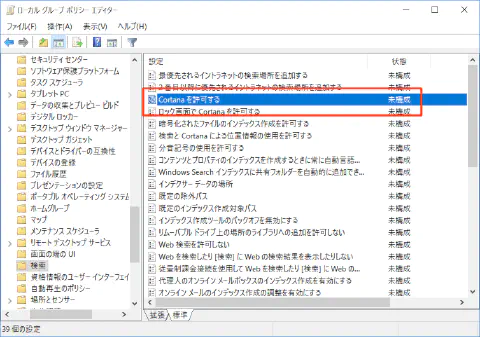 ローカル グループ ポリシー エディター
ファイル(F) 操作(A) 表示(V) ヘルプ(H)
セキュリティ センター
ソフトウェア保護プラットフォーム
タスク スケジューラ
タブレット PC
データの収集とプレビュー ビルド
デジタル ロッカー
デスクトップ ウィンドウ マネージャー
デスクトップ ガジェット
デバイスとドライバーの互換性
デバイスの登録
ファイル履歴
プレゼンテーションの設定
ポータブル オペレーティング システム
ホームグループ
マップ
メンテナンス スケジューラ
リモート デスクトップ サービス
画面の端の UI
検索
資格情報のユーザー インターフェイ
自動再生のポリシー
場所とセンサー
設定 状態
最優先されるイントラネットの検索場所を追加する 未構成
2 番目以降に優先されるイントラネットの検索場所を追加する 未構成
Cortana を許可する 未構成
ロック画面で Cortana を許可する 未構成
暗号化されたファイルのインデックス作成を許可する 未構成
検索と Cortana による位置情報の使用を許可する 未構成
分音記号の使用を許可する 未構成
コンテンツとプロパティのインデックスを作成するときに常に自動言語... 未構成
Windows Search インデックスに共有フォルダーを自動的に追加でき... 未構成
インデクサー データの場所 未構成
既定の除外パス 未構成
既定のインデックス作成対象パス 未構成
インデックス作成ツールのバックオフを無効にする 未構成
リムーバブル ドライブ上の場所のライブラリへの追加を許可しない 未構成
Web 検索を許可しない 未構成
Web を検索したり [検索] に Web の検索結果を表示したりしない 未構成
従量制課金接続を使用して Web を検索したり [検索] に Web の... 未構成
代理人のオンライン メールボックスのインデックス作成を有効にする 未構成
オンライン メールのインデックス作成の調整を有効にする 未構成
拡張 標準
39 個の設定